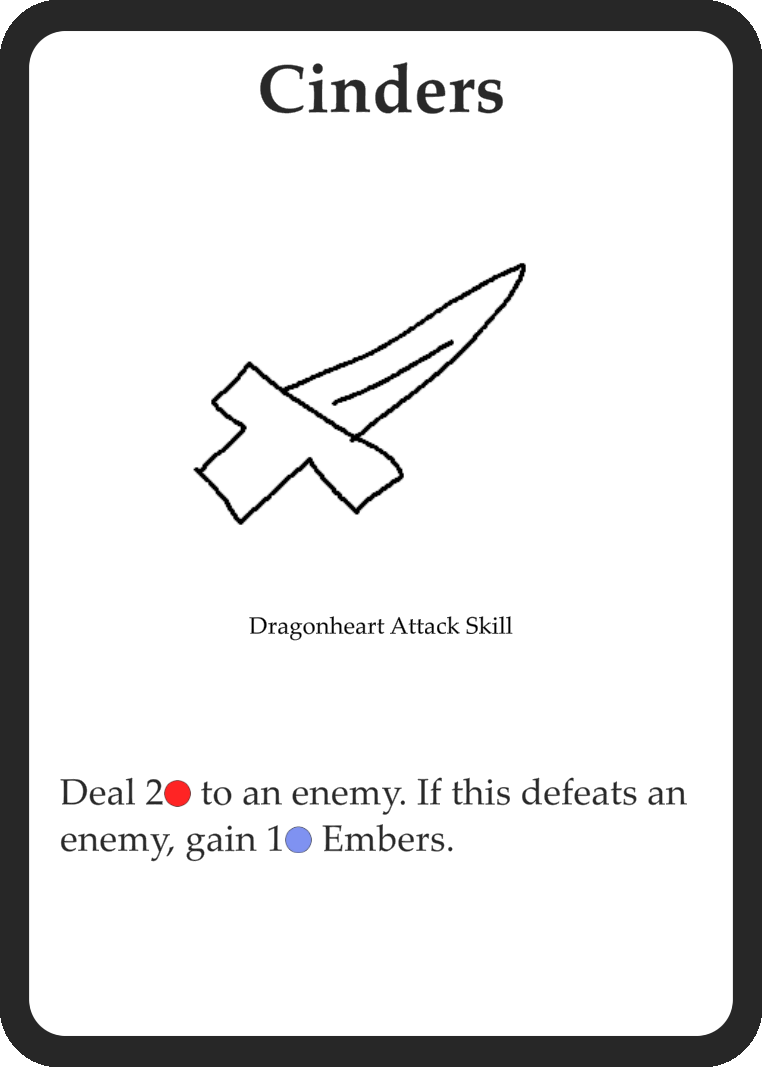 Cinders
Dragonheart Attack Skill
Deal 2 to an enemy. If this defeats an
enemy, gain 1 Embers.